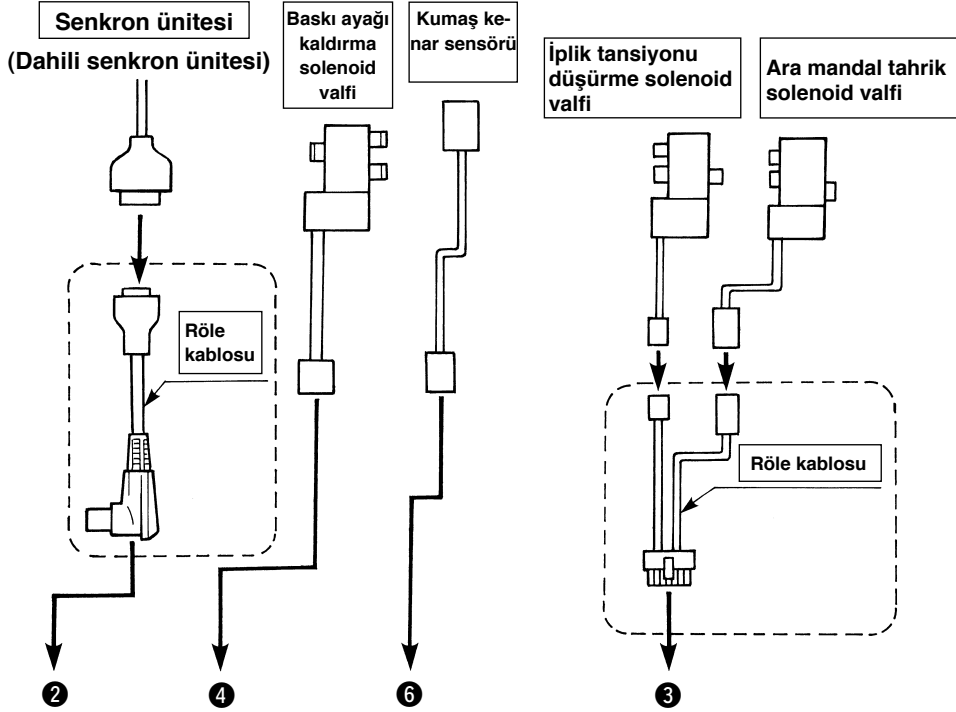 Senkron ünitesi
(Dahili senkron ünitesi)
Baskı ayağı
kaldırma
solenoid
valfi
Kumaş ke-
nar sensörü
İplik tansiyonu
düşürme solenoid
valfi
Ara mandal tahrik
solenoid valfi
Röle
kablosu
Röle kablosu
❷
❹
❻
❸